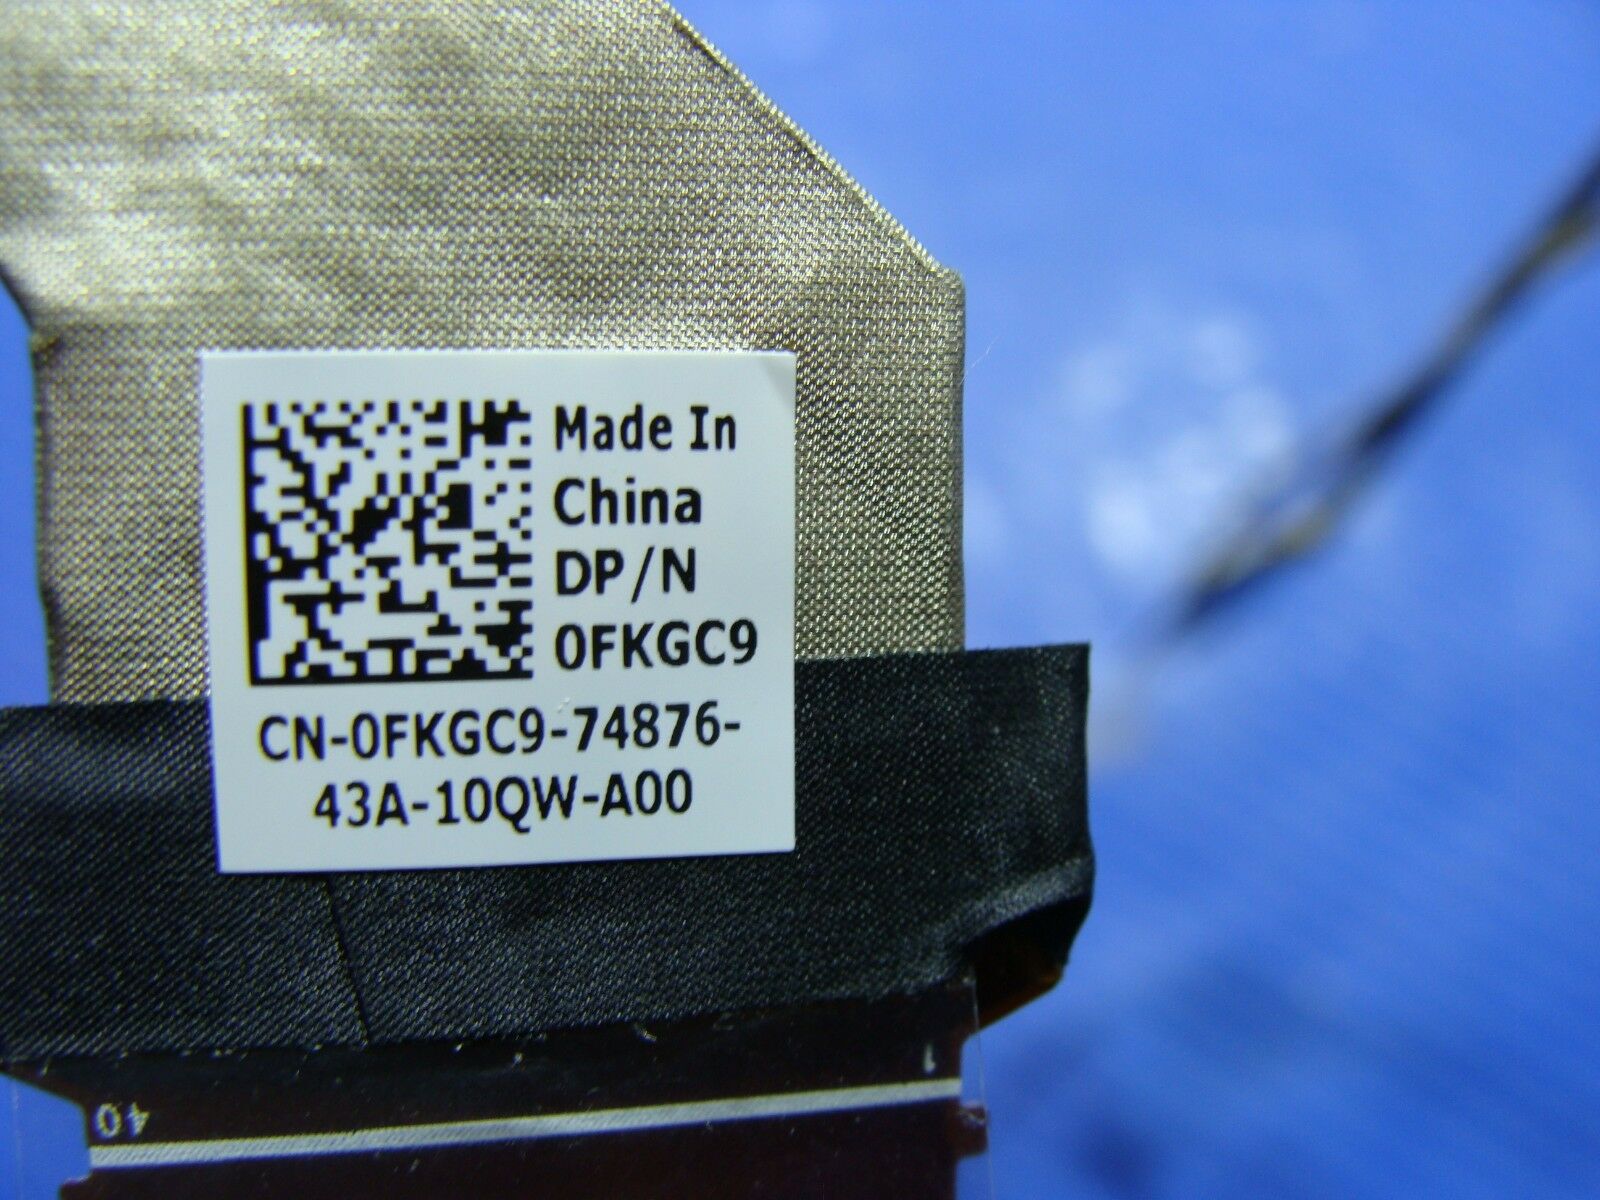 Made In
China
DP/N
0FKGC9
CN-0FKGC9-74876-
43A-10QW-A00
1
40